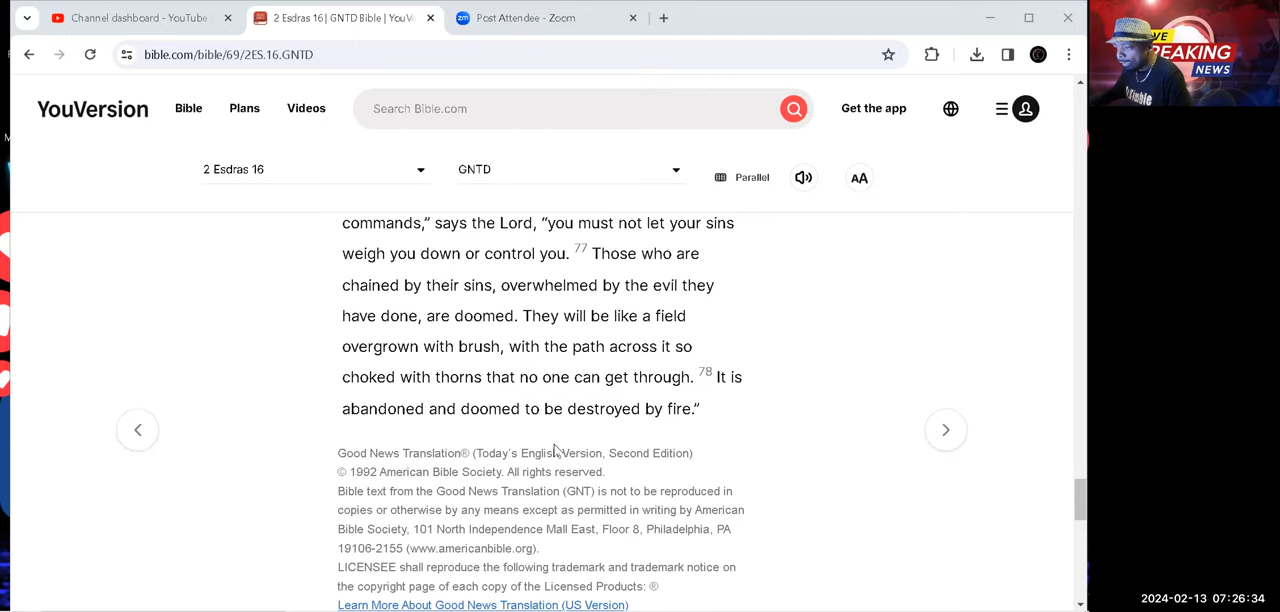 Channel dashboard - YouTube
2 Esdras 16 | GNTD Bible | YouV
Post Attendee - Zoom
bible.com/bible/69/2ES.16.GNTD
VE
REAKING
NEWS
YouVersion
Bible
Plans
Videos
Search Bible.com
Get the app
2 Esdras 16
GNTD
Parallel
AA
commands,” says the Lord, “you must not let your sins
weigh you down or control you. 77 Those who are
chained by their sins, overwhelmed by the evil they
have done, are doomed. They will be like a field
overgrown with brush, with the path across it so
choked with thorns that no one can get through. 78 It is
abandoned and doomed to be destroyed by fire.”
Good News Translation® (Today’s English Version, Second Edition)
© 1992 American Bible Society. All rights reserved.
Bible text from the Good News Translation (GNT) is not to be reproduced in
copies or otherwise by any means except as permitted in writing by American
Bible Society, 101 North Independence Mall East, Floor 8, Philadelphia, PA
19106-2155 (www.americanbible.org).
LICENSEE shall reproduce the following trademark and trademark notice on
the copyright page of each copy of the Licensed Products: ®
Learn More About Good News Translation (US Version)
2024-02-13 07:26:34